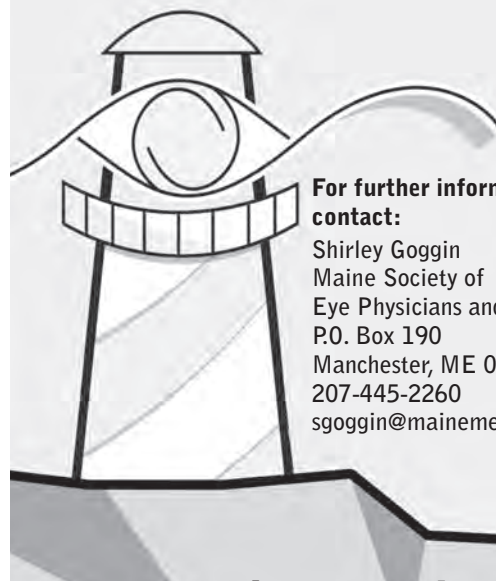 For further inforn
contact:
Shirley Goggin
Maine Society of
Eye Physicians and
P.O. Box 190
Manchester, ME 0
207-445-2260
sgoggin@maineme